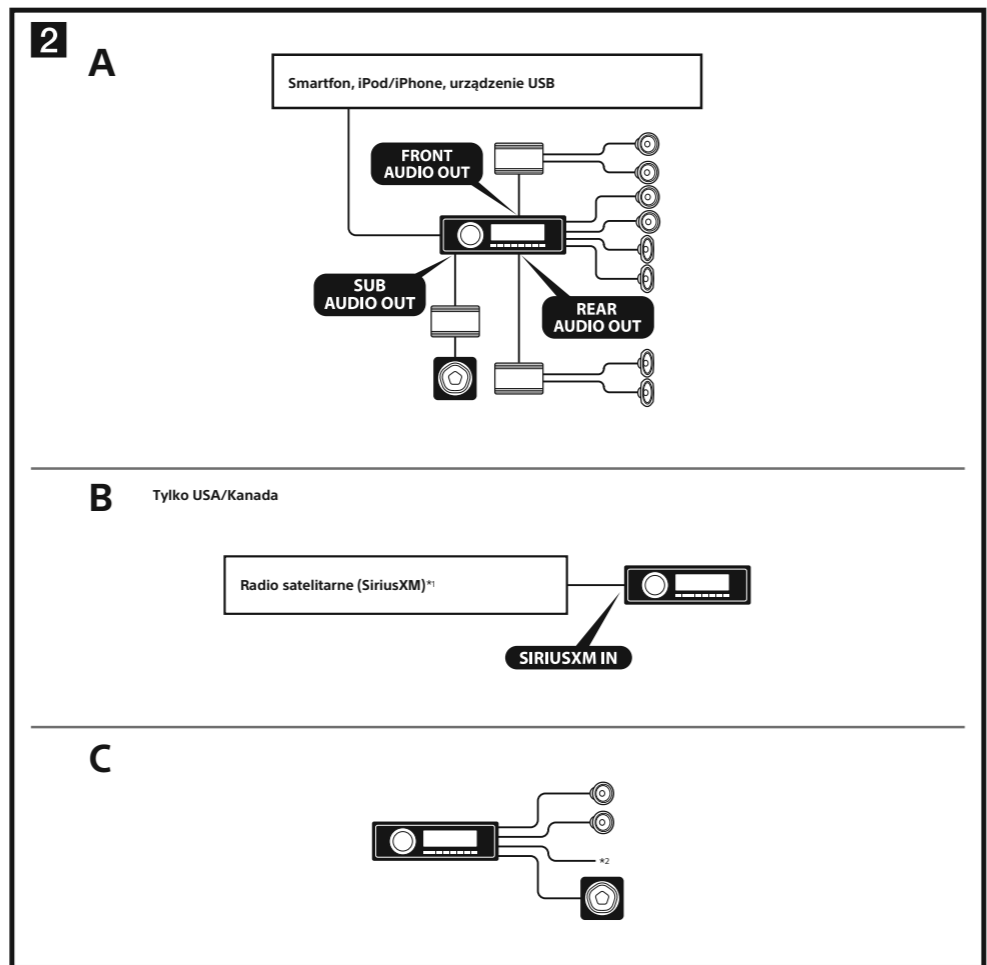 2
A
Smartfon, iPod/iPhone, urządzenie USB
FRONT
AUDIO OUT
SUB
AUDIO OUT
REAR
AUDIO OUT
B
Tylko USA/Kanada
Radio satelitarne (SiriusXM)*1
SIRIUSXM IN
C
*2